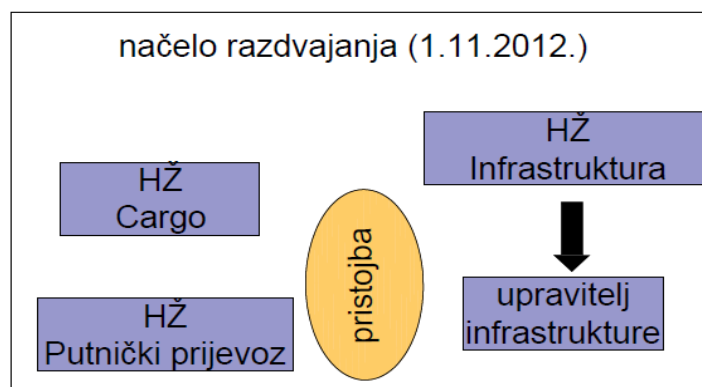 načelo razdvajanja (1.11.2012.)
HŽ
Infrastruktura
HŽ
Cargo
pristojba
upravitelj
infrastrukture
HŽ
Putnički prijevoz